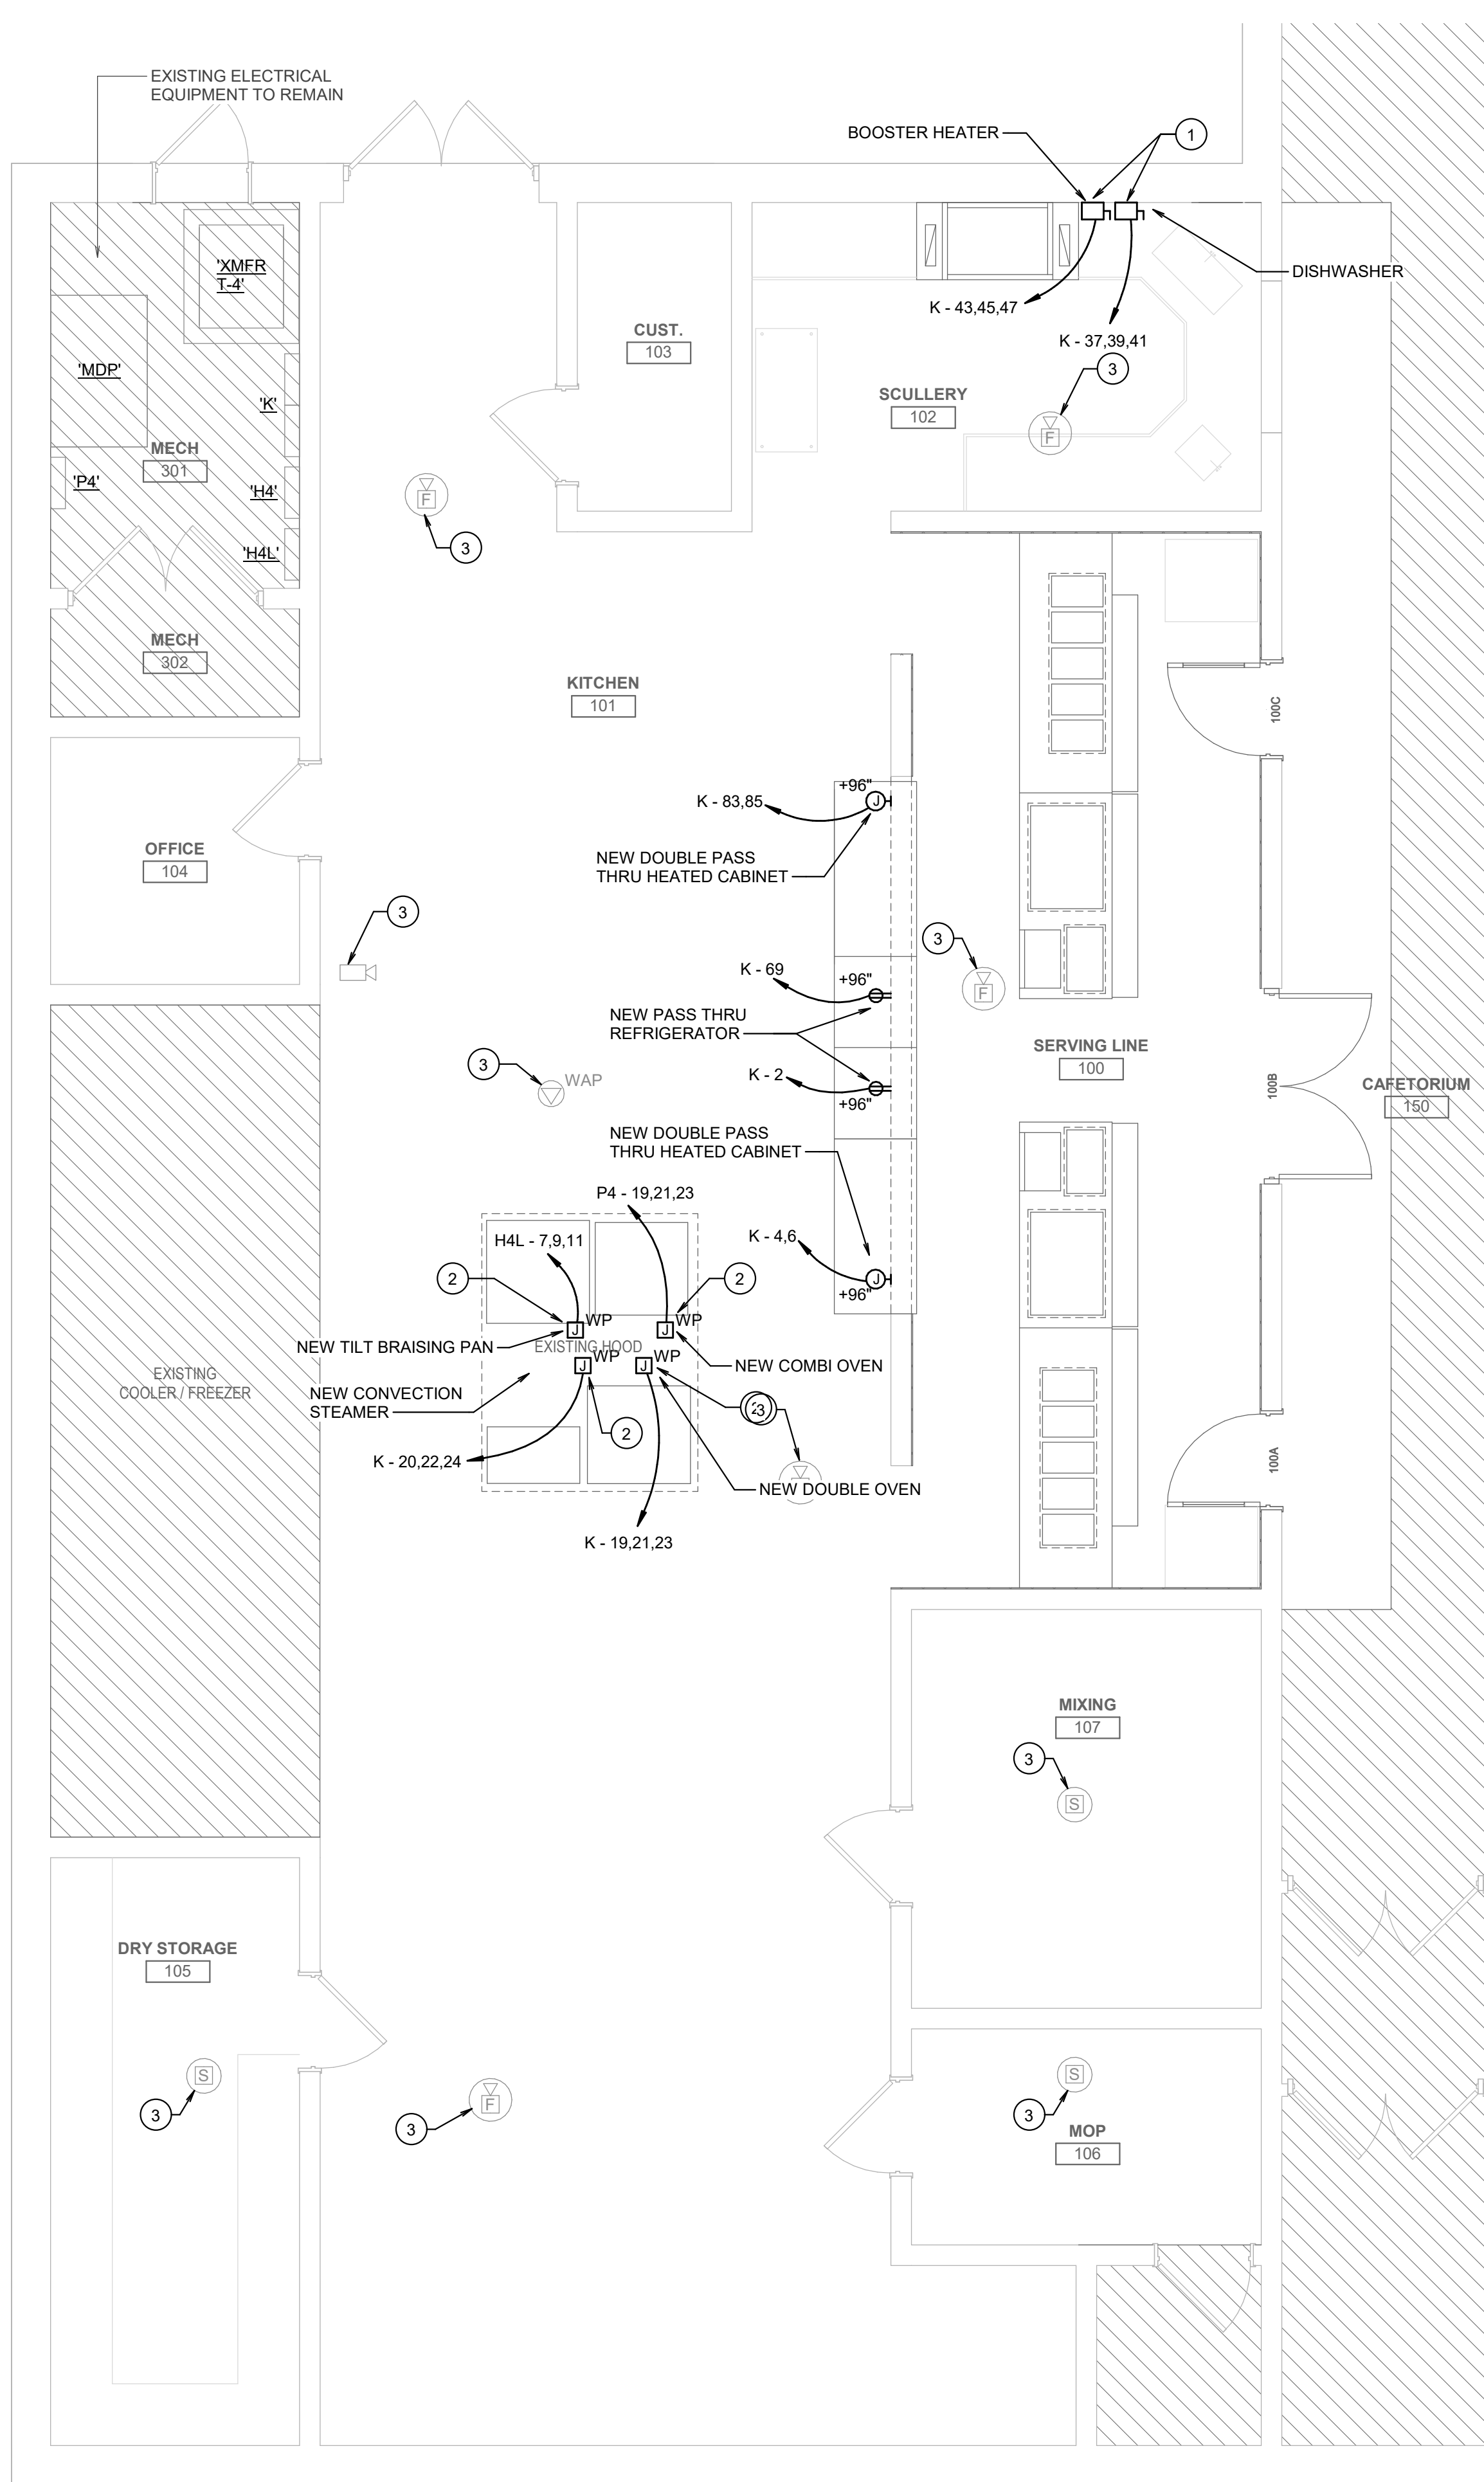 EXISTING ELECTRICAL
EQUIPMENT TO REMAIN
BOOSTER HEATER
1
'XMFR
T-4'
DISHWASHER
K - 43,45,47
K - 37,39,41
CUST.
103
'MDP'
3
'K'
SCULLERY
102
F
MECH
301
'P4'
'H4'
F
3
'H4L'
MECH
302
KITCHEN
101
100C
+96"
K - 83,85
J
NEW DOUBLE PASS
THRU HEATED CABINET
OFFICE
104
3
3
K - 69
+96"
F
NEW PASS THRU
REFRIGERATOR
SERVING LINE
100
3
WAP
K - 2
+96"
100B
CAFETORIUM
150
NEW DOUBLE PASS
THRU HEATED CABINET
P4 - 19,21,23
H4L - 7,9,11
K - 4,6
2
2
J
+96"
WP
WP
J
J
NEW TILT BRAISING PAN
EXISTING HOOD
WP
WP
J
J
NEW COMBI OVEN
EXISTING
COOLER / FREEZER
NEW CONVECTION
STEAMER
2
3
2
K - 20,22,24
NEW DOUBLE OVEN
100A
K - 19,21,23
MIXING
107
3
S
DRY STORAGE
105
S
3
F
3
S
3
MOP
106